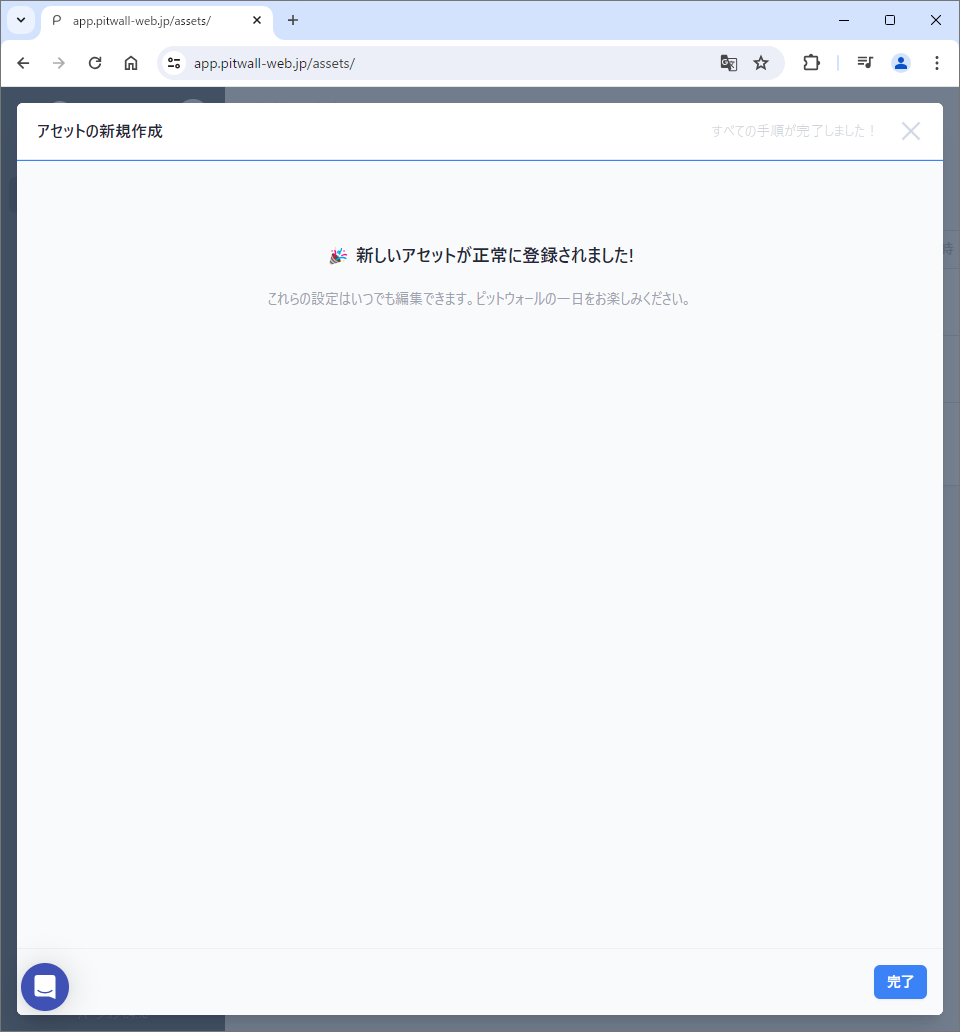 app.pitwall-web.jp/assets/
app.pitwall-web.jp/assets/
アセットの新規作成
すべての手順が完了しました！
🎉 新しいアセットが正常に登録されました!
これらの設定はいつでも編集できます。ピットウォールの一日をお楽しみください。
完了